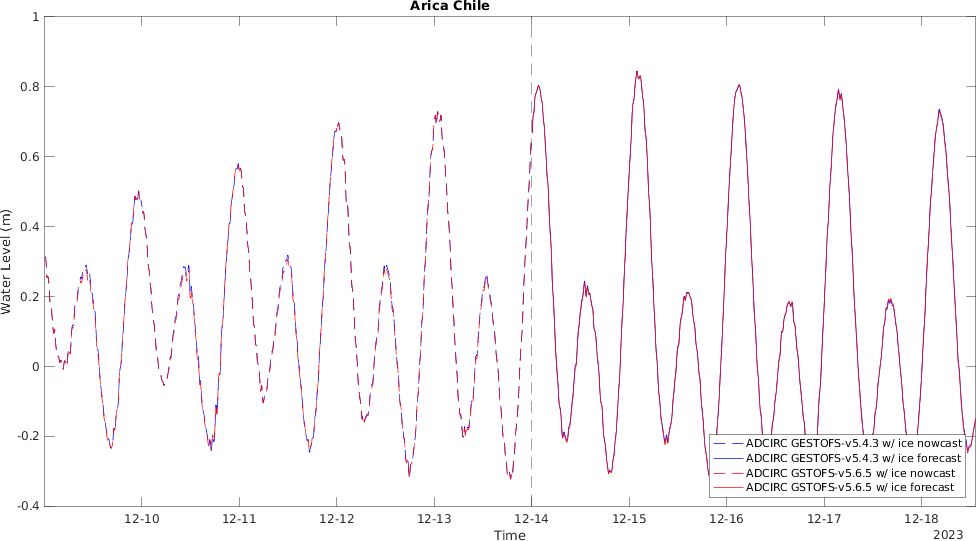 Arica Chile
1
0.8
0.6
0.4
0.2
0
-0.2
-0.4
Water Level (m)
ADCIRC GESTOFS-v5.4.3 w/ ice nowcast
ADCIRC GESTOFS-v5.4.3 w/ ice forecast
ADCIRC GSTOFS-v5.6.5 w/ ice nowcast
ADCIRC GSTOFS-v5.6.5 w/ ice forecast
12-10 12-11 12-12 12-13 12-14 12-15 12-16 12-17 12-18
Time
2023